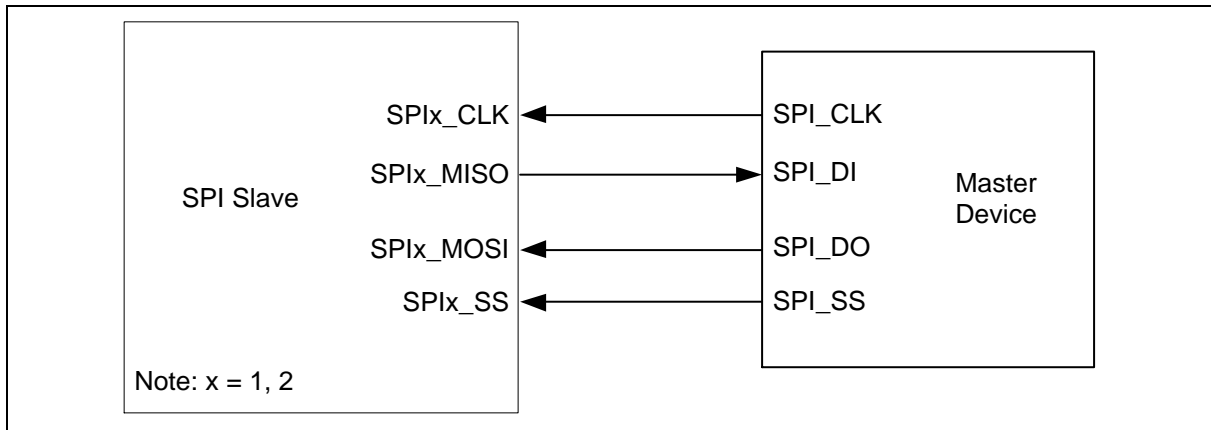 SPIx_CLK
SPI_CLK
SPIx_MISO
SPI_DI
SPI Slave
Master
Device
SPIx_MOSI
SPI_DO
SPIx_SS
SPI_SS
Note: x = 1, 2